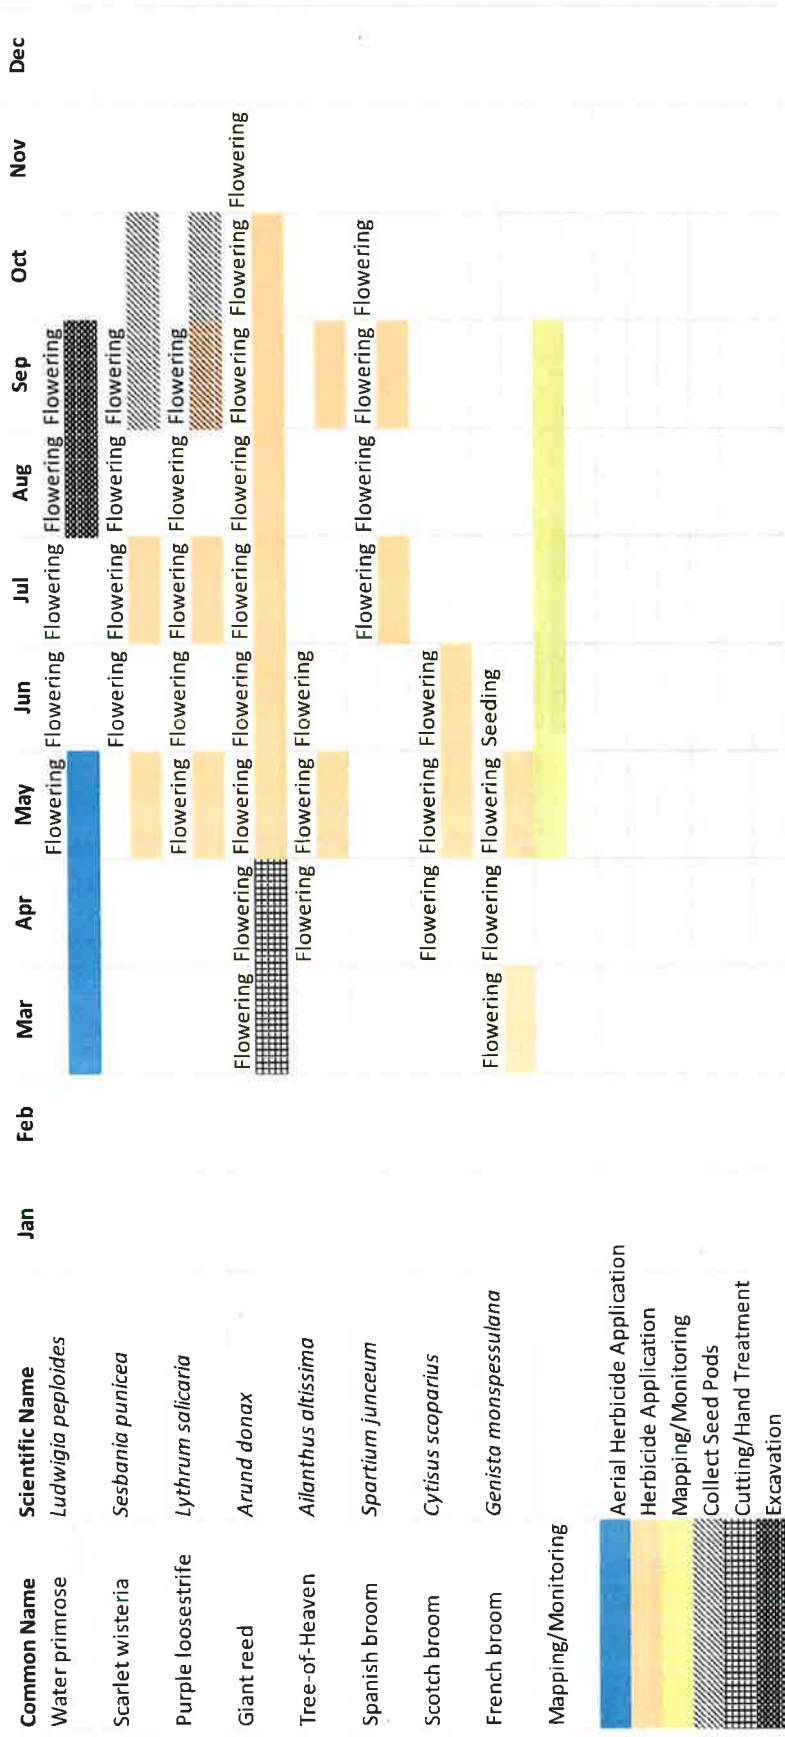 Common Name Scientific Name Jan Feb Mar Apr May Jun Jul Aug Sep Oct Nov Dec
Water primrose Ludwigia peploides Flowering Flowering Flowering Flowering Flowering
Scarlet wisteria Sesbania punicea Flowering Flowering Flowering Flowering
Purple loosestrife Lythrum salicaria Flowering Flowering Flowering Flowering Flowering
Giant reed Arund donax Flowering Flowering Flowering Flowering Flowering Flowering Flowering Flowering Flowering
Tree-of-Heaven Ailanthus altissima Flowering Flowering Flowering
Spanish broom Spartium junceum Flowering Flowering Flowering Flowering
Scotch broom Cytisus scoparius Flowering Flowering Flowering
French broom Genista monspessulana Flowering Flowering Flowering Seeding
Mapping/Monitoring
Aerial Herbicide Application
Herbicide Application
Mapping/Monitoring
Collect Seed Pods
Cutting/Hand Treatment
Excavation